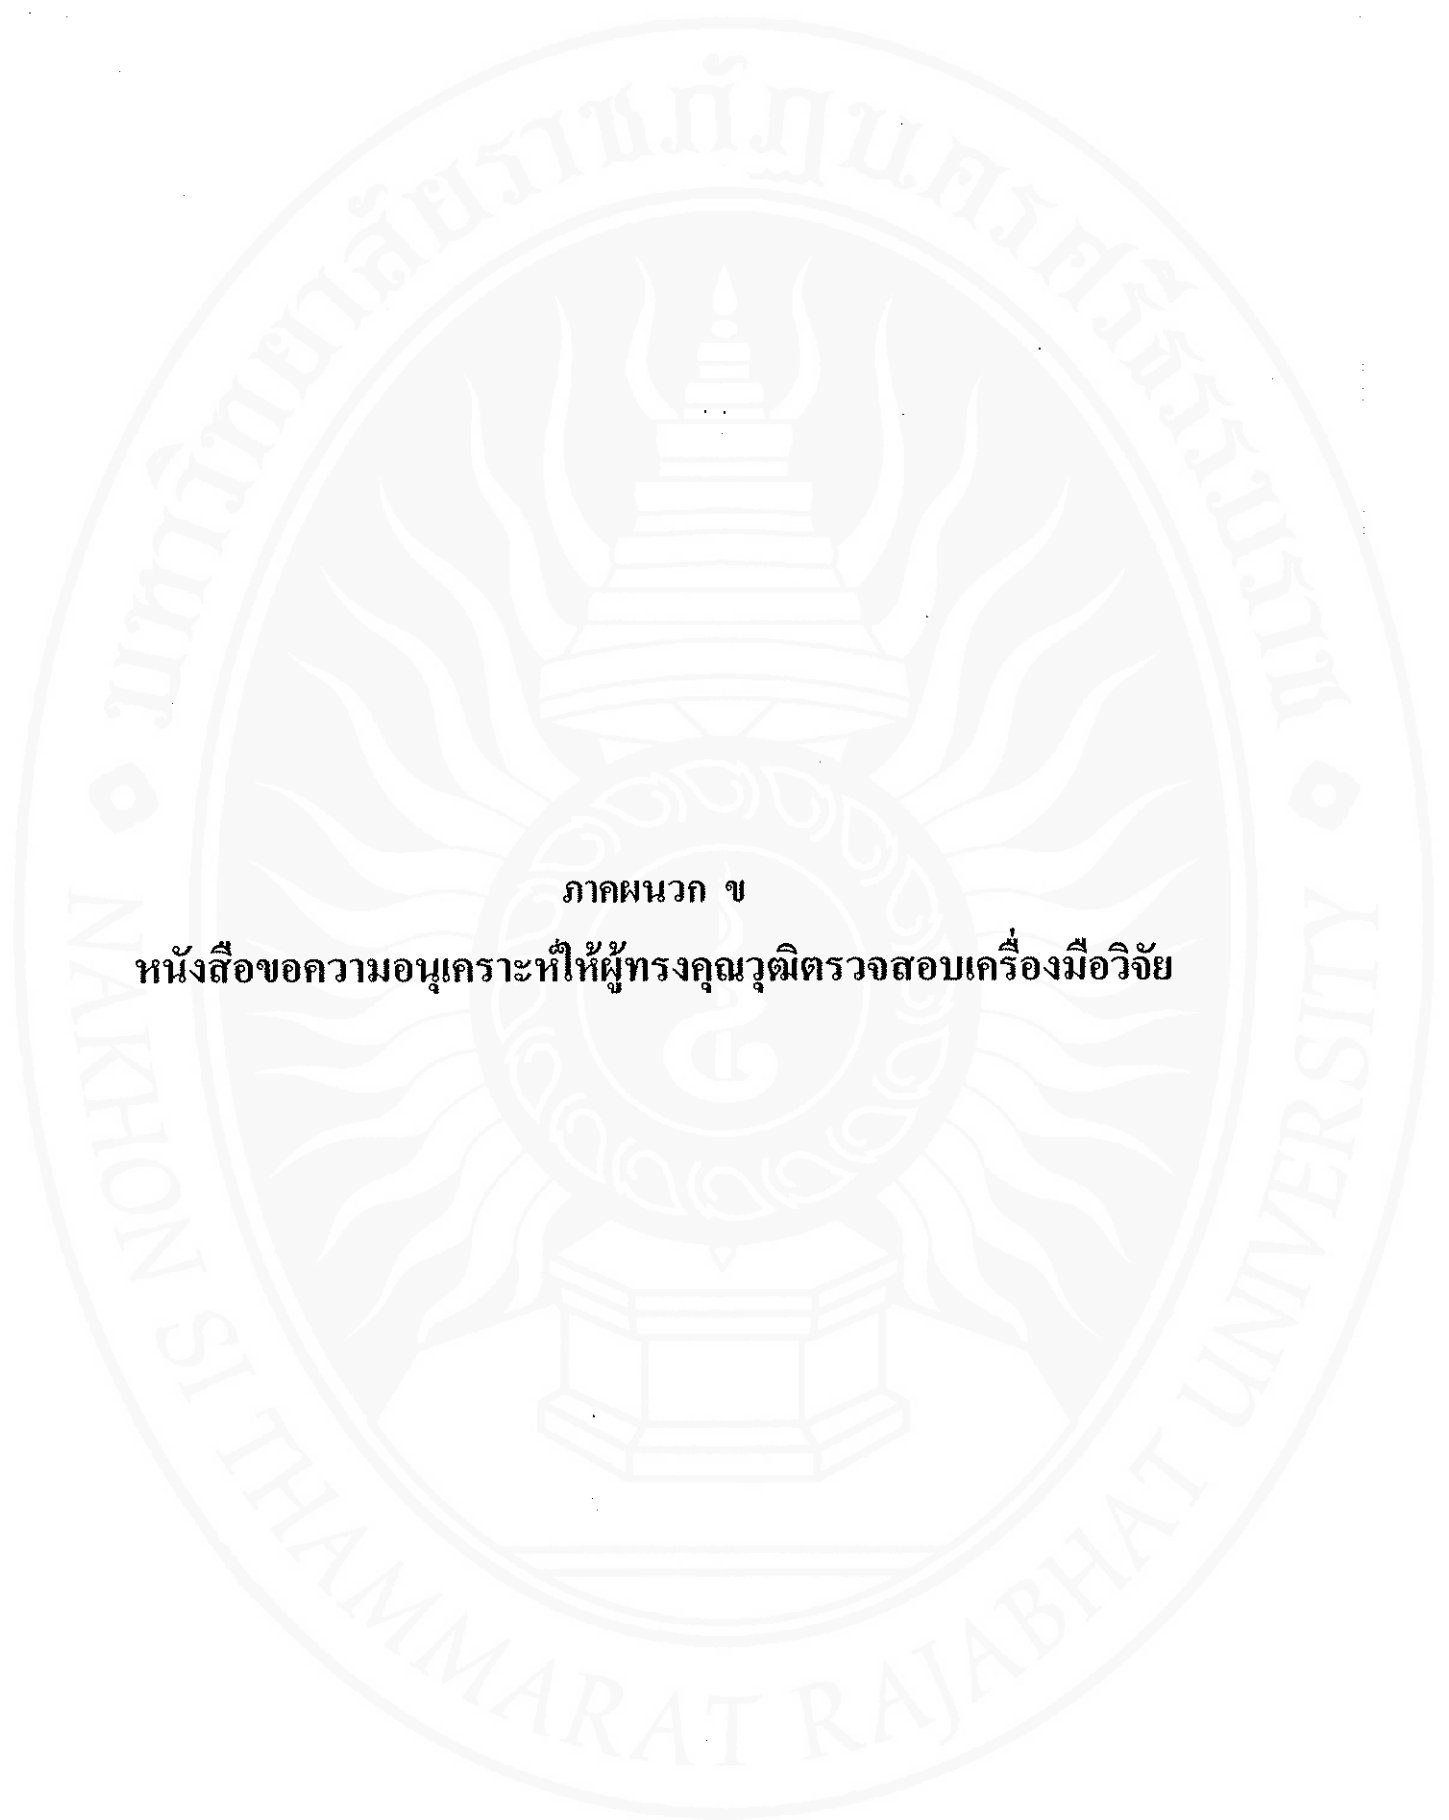 มหาวิทยาลัยราชภัฏนครศรีธรรมราช
ภาคผนวก ข
หนังสือขอความอนุเคราะห์ให้ผู้ทรงคุณวุฒิตรวจสอบเครื่องมือวิจัย
NAKHON SI THAMMARAT RAJABHAT UNIVERSITY